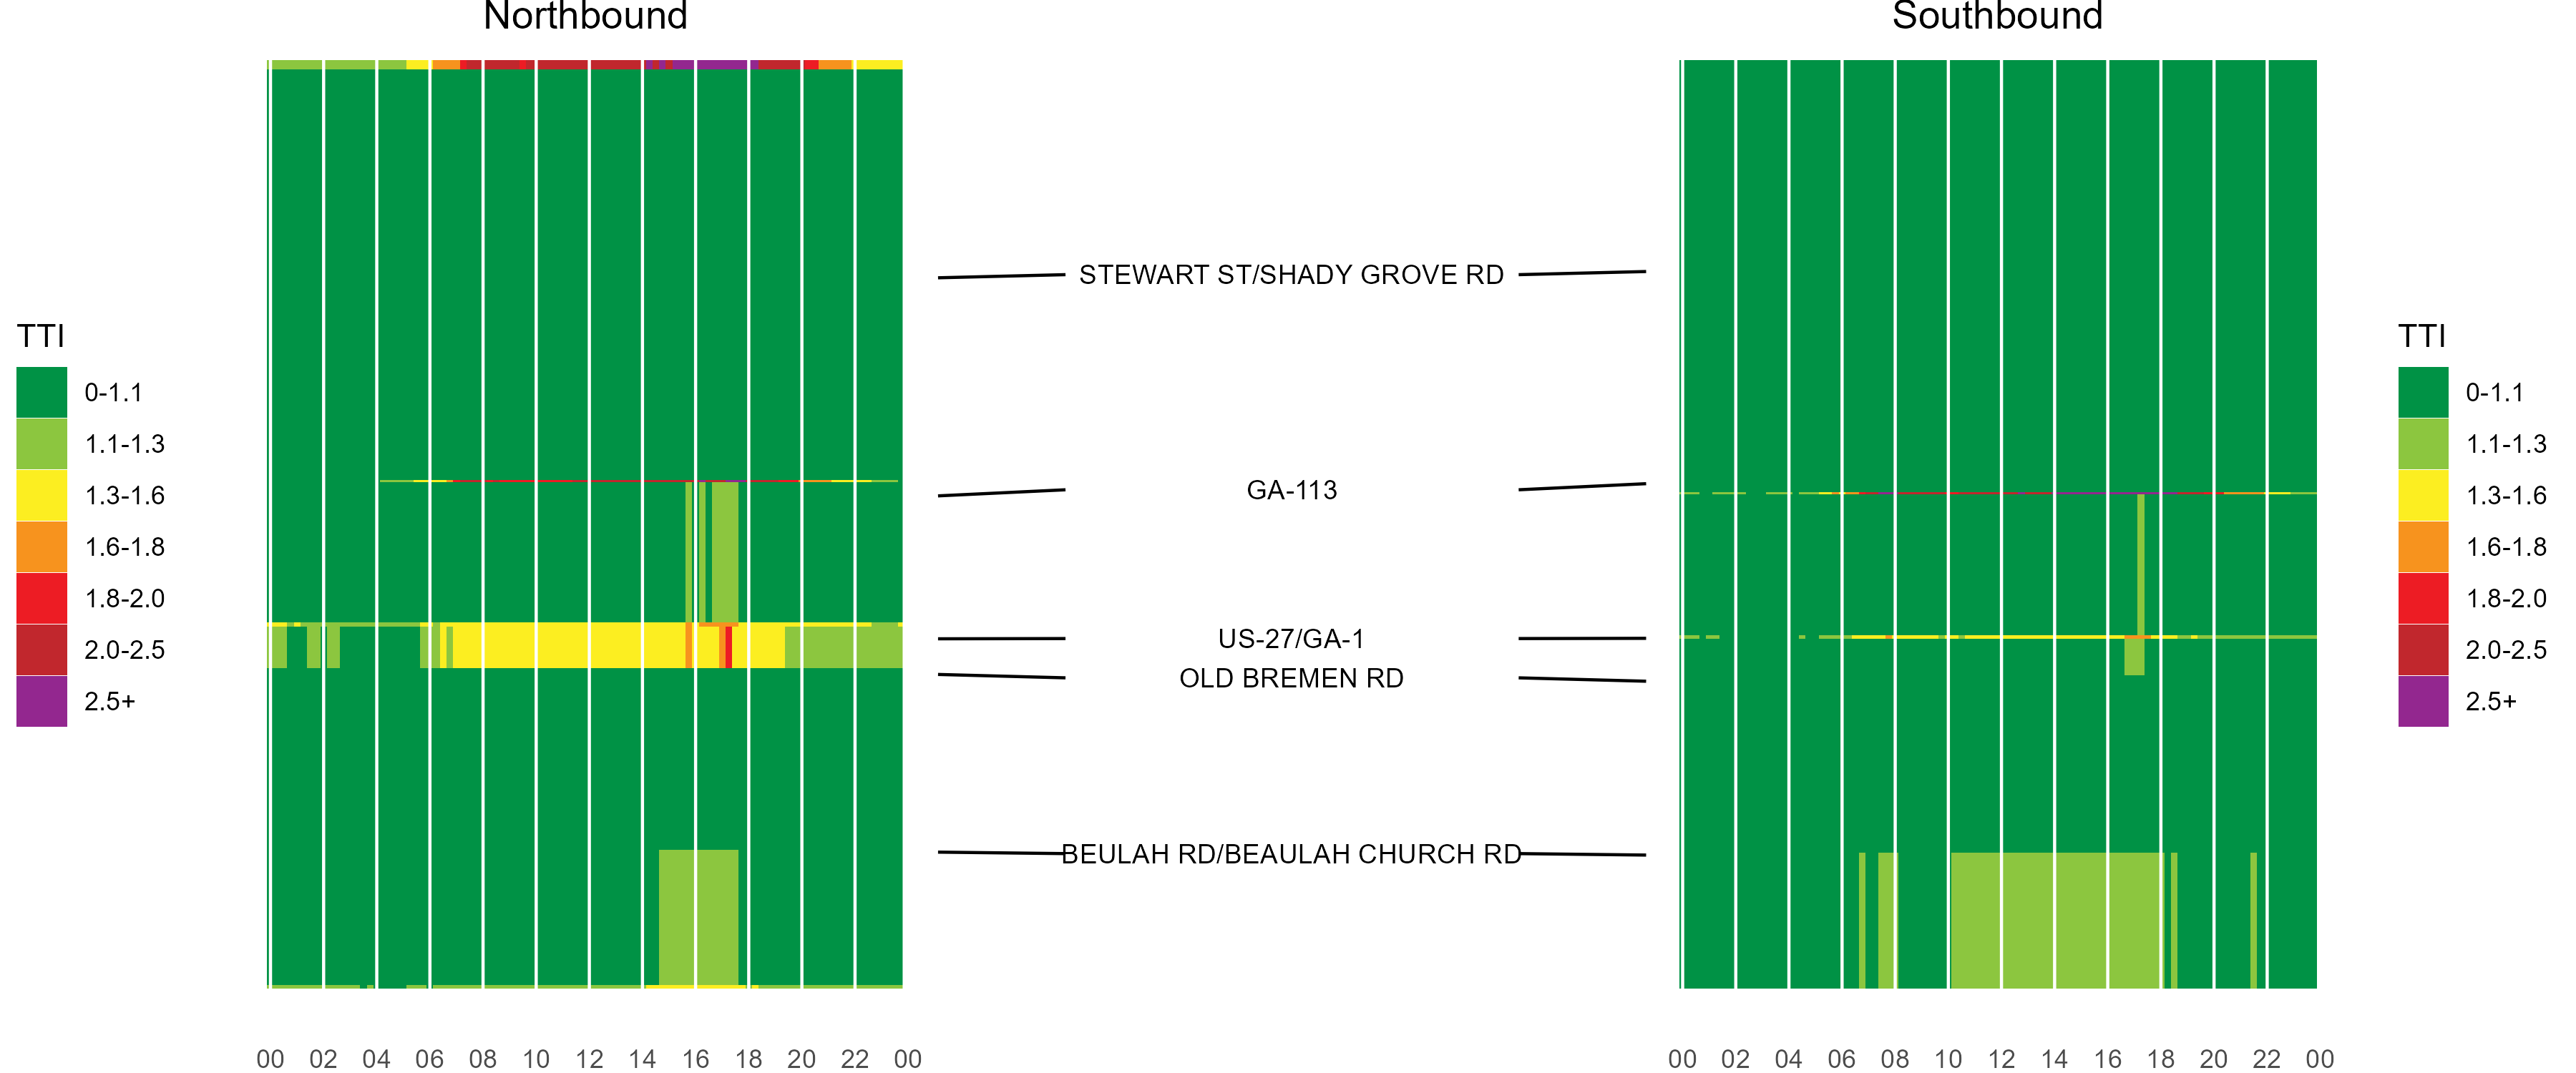 Northbound
Southbound
STEWART ST/SHADY GROVE RD
GA-113
US-27/GA-1
OLD BREMEN RD
BEULAH RD/BEAULAH CHURCH RD
TTI
0-1.1
1.1-1.3
1.3-1.6
1.6-1.8
1.8-2.0
2.0-2.5
2.5+
TTI
0-1.1
1.1-1.3
1.3-1.6
1.6-1.8
1.8-2.0
2.0-2.5
2.5+
00 02 04 06 08 10 12 14 16 18 20 22 00
00 02 04 06 08 10 12 14 16 18 20 22 00